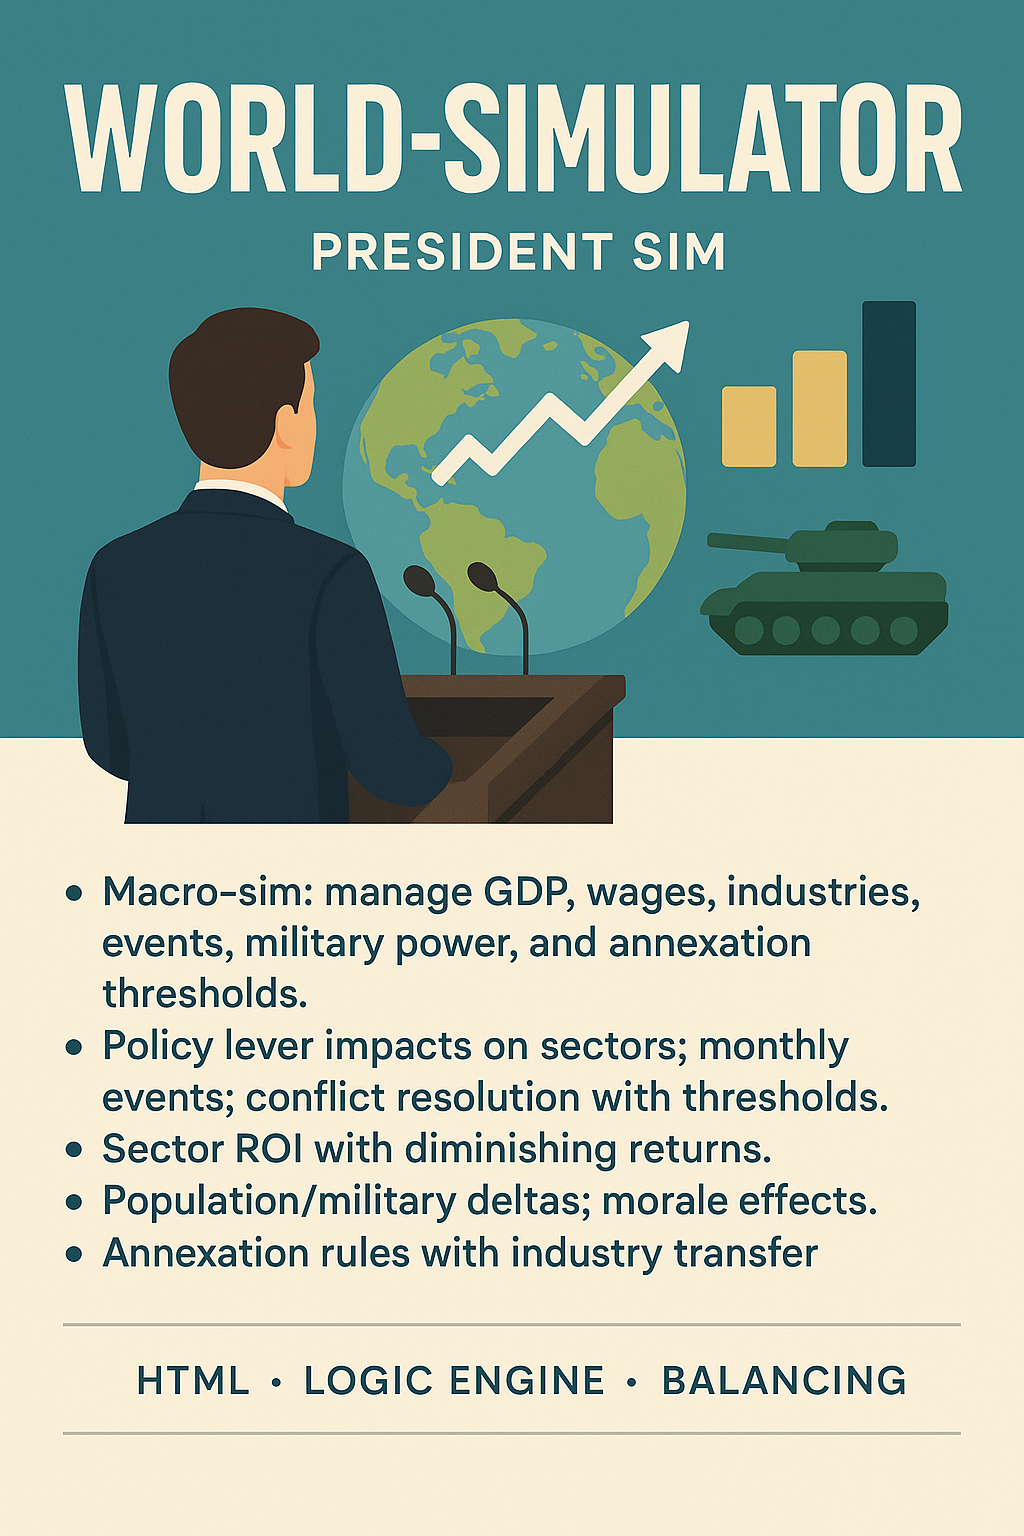 WORLD-SIMULATOR
PRESIDENT SIM
• Macro-sim: manage GDP, wages, industries,
events, military power, and annexation
thresholds.
• Policy lever impacts on sectors; monthly
events; conflict resolution with thresholds.
• Sector ROI with diminishing returns.
• Population/military deltas; morale effects.
• Annexation rules with industry transfer
HTML • LOGIC ENGINE • BALANCING